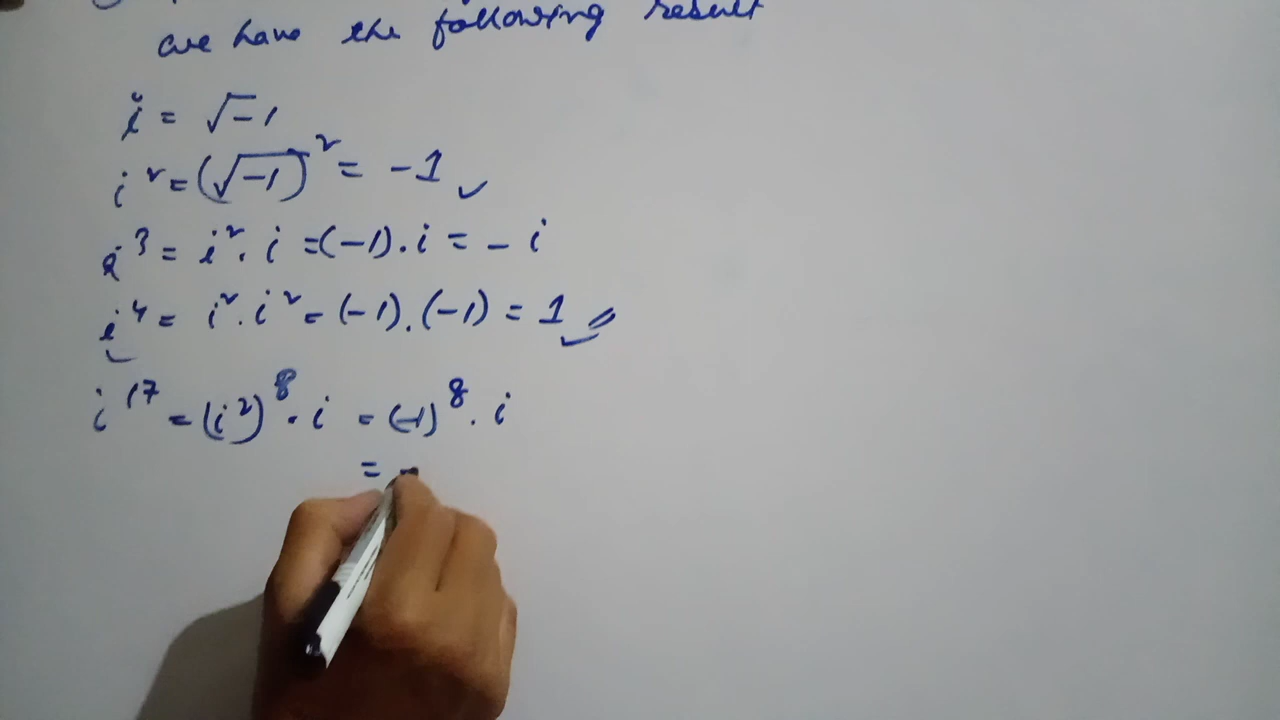 are have the following result
i = √-1
i² = (√-1)² = -1 ✓
i³ = i² . i = (-1) . i = - i
i⁴ = i² . i² = (-1) . (-1) = 1
i¹⁷ = (i²)⁸ . i = (-1)⁸ . i
=